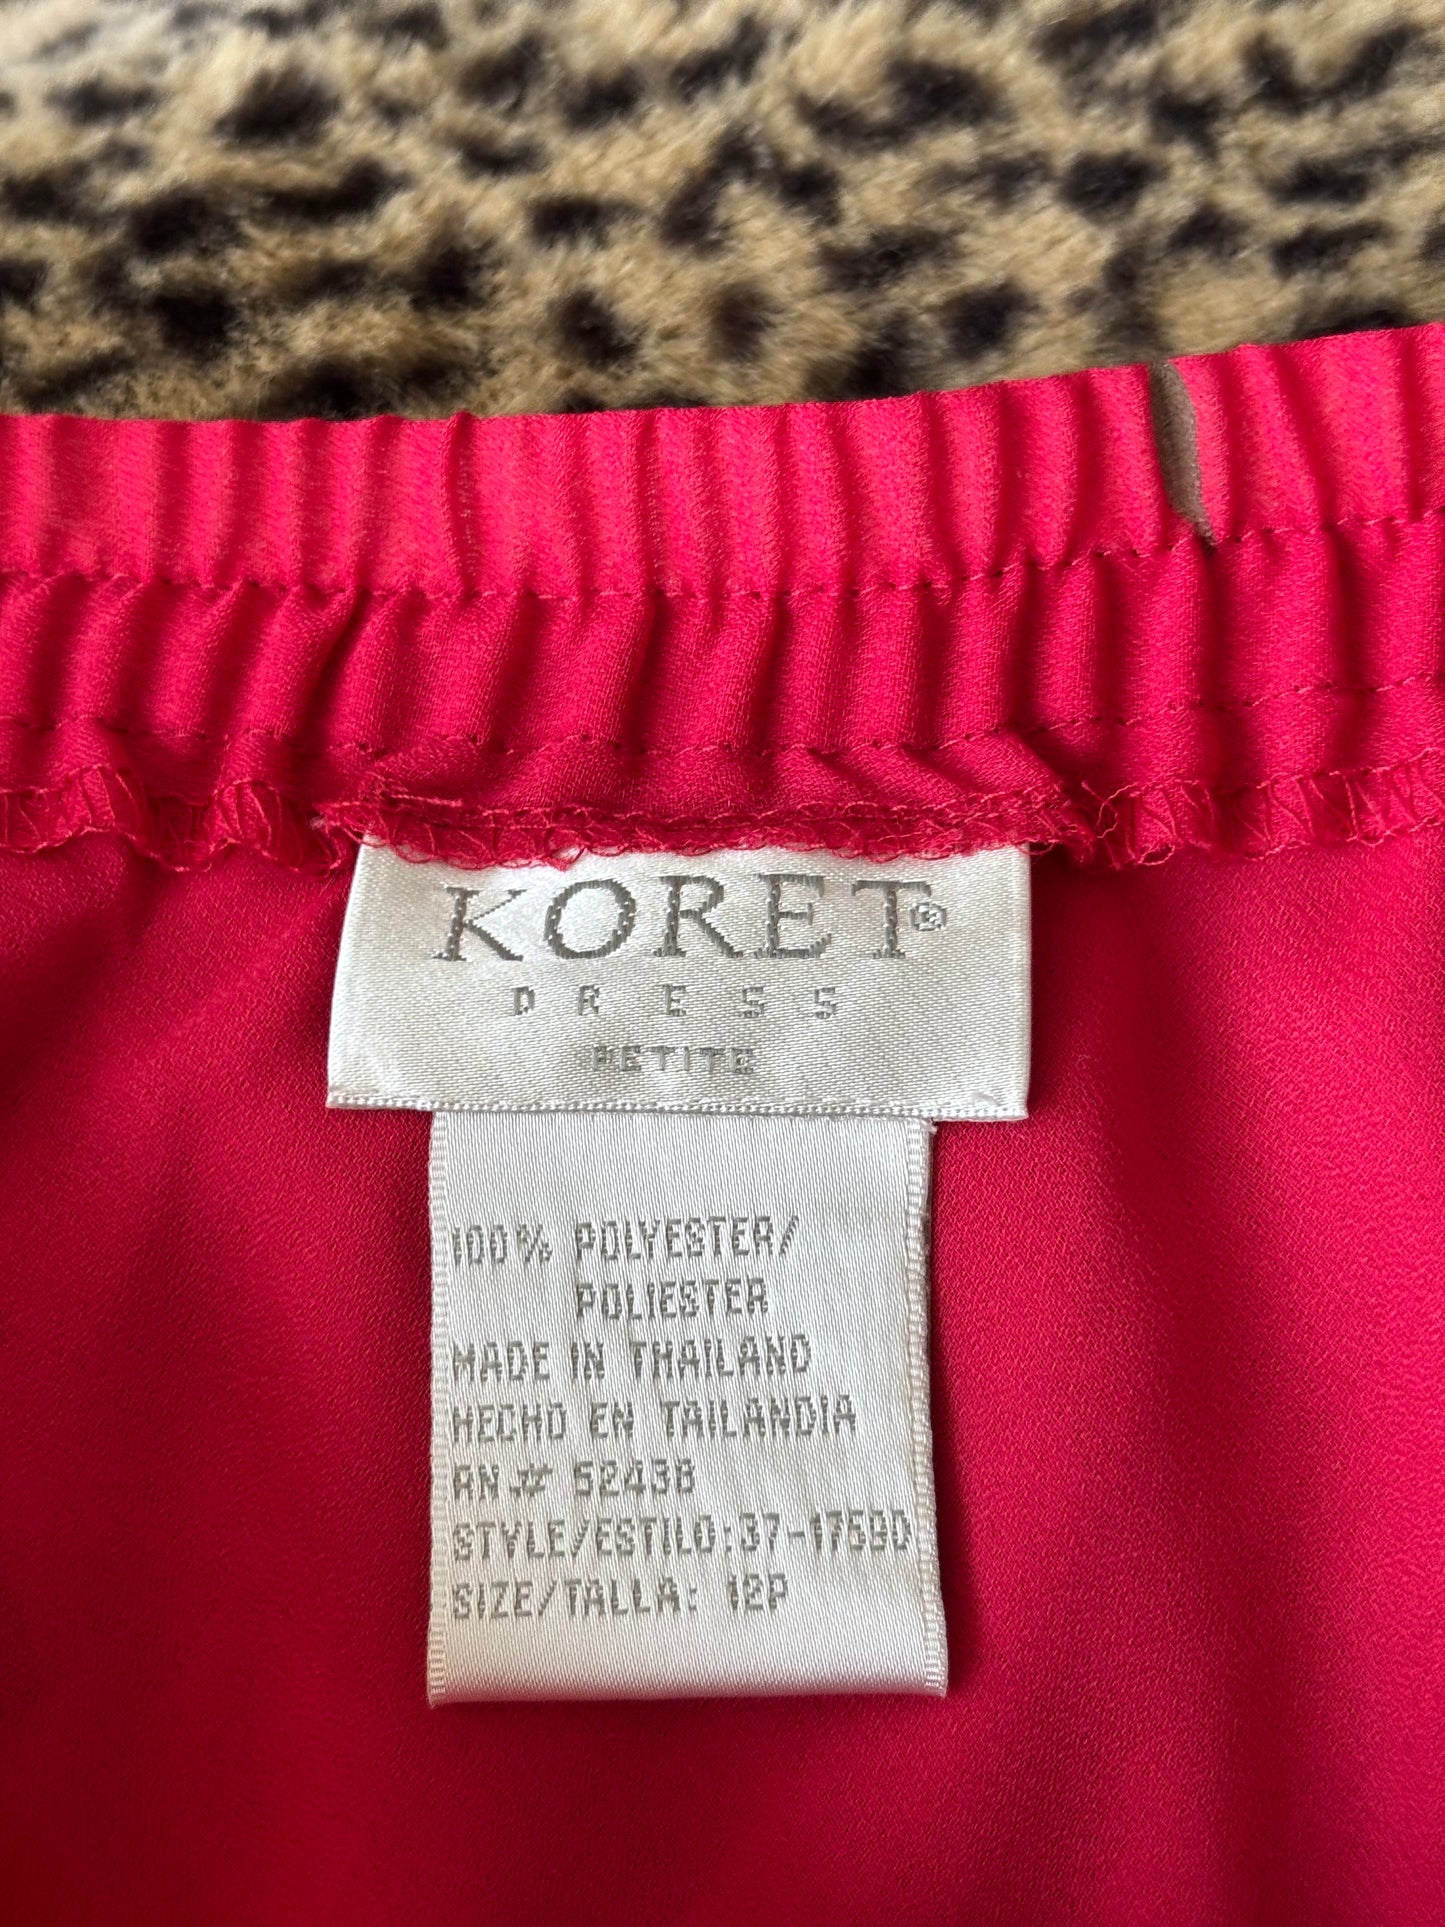 KORET®
DRESS
PETITE
100% POLYESTER/
POLIESTER
MADE IN THAILAND
HECHO EN TAILANDIA
RN# 52438
STYLE/ESTILO:37-1759D
SIZE/TALLA: 12P